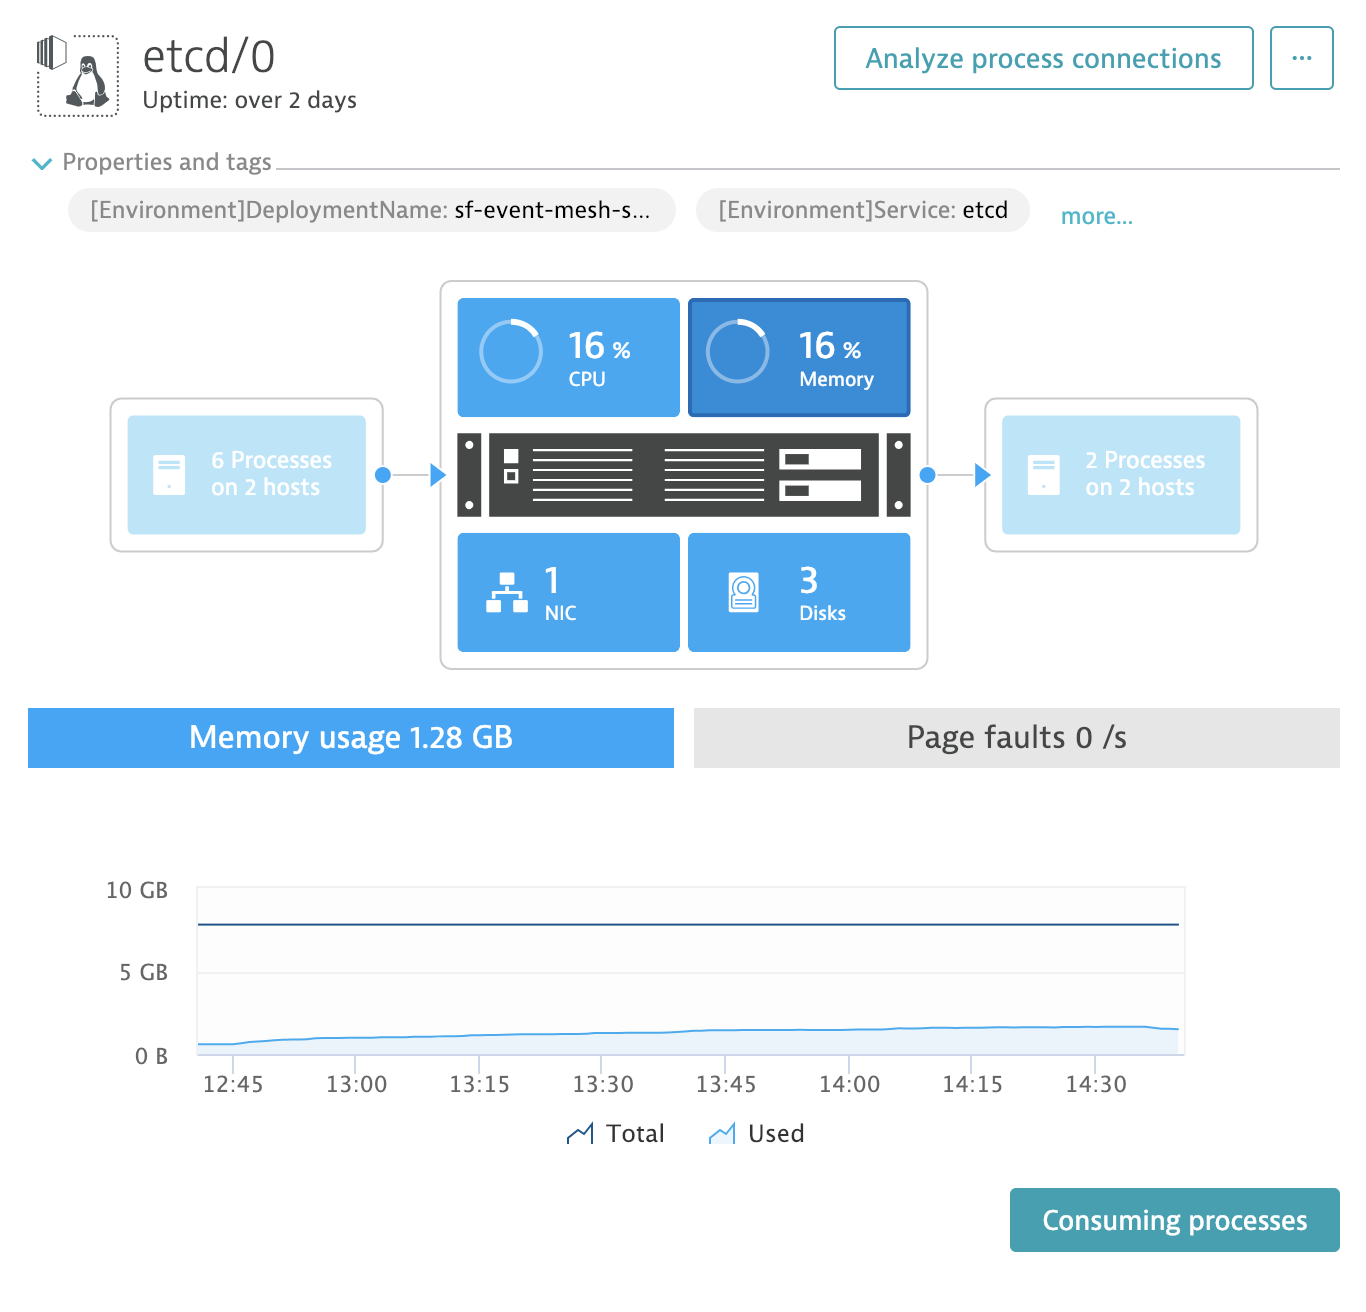 etcd/0
Uptime: over 2 days
Analyze process connections
...
Properties and tags
[Environment]DeploymentName: sf-event-mesh-s...
[Environment]Service: etcd
more...
16 %
CPU
16 %
Memory
6 Processes
on 2 hosts
2 Processes
on 2 hosts
1
NIC
3
Disks
Memory usage 1.28 GB
Page faults 0 /s
10 GB
5 GB
0 B
12:45
13:00
13:15
13:30
13:45
14:00
14:15
14:30
Total
Used
Consuming processes